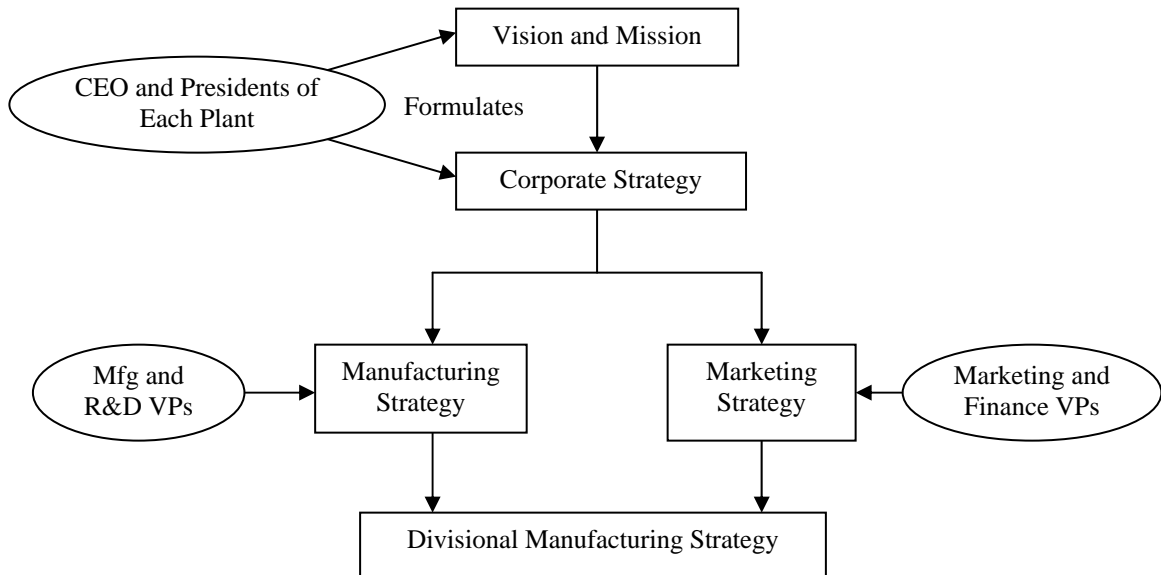 Vision and Mission
CEO and Presidents of
Each Plant
Formulates
Corporate Strategy
Mfg and
R&D VPs
Manufacturing
Strategy
Marketing
Strategy
Marketing and
Finance VPs
Divisional Manufacturing Strategy